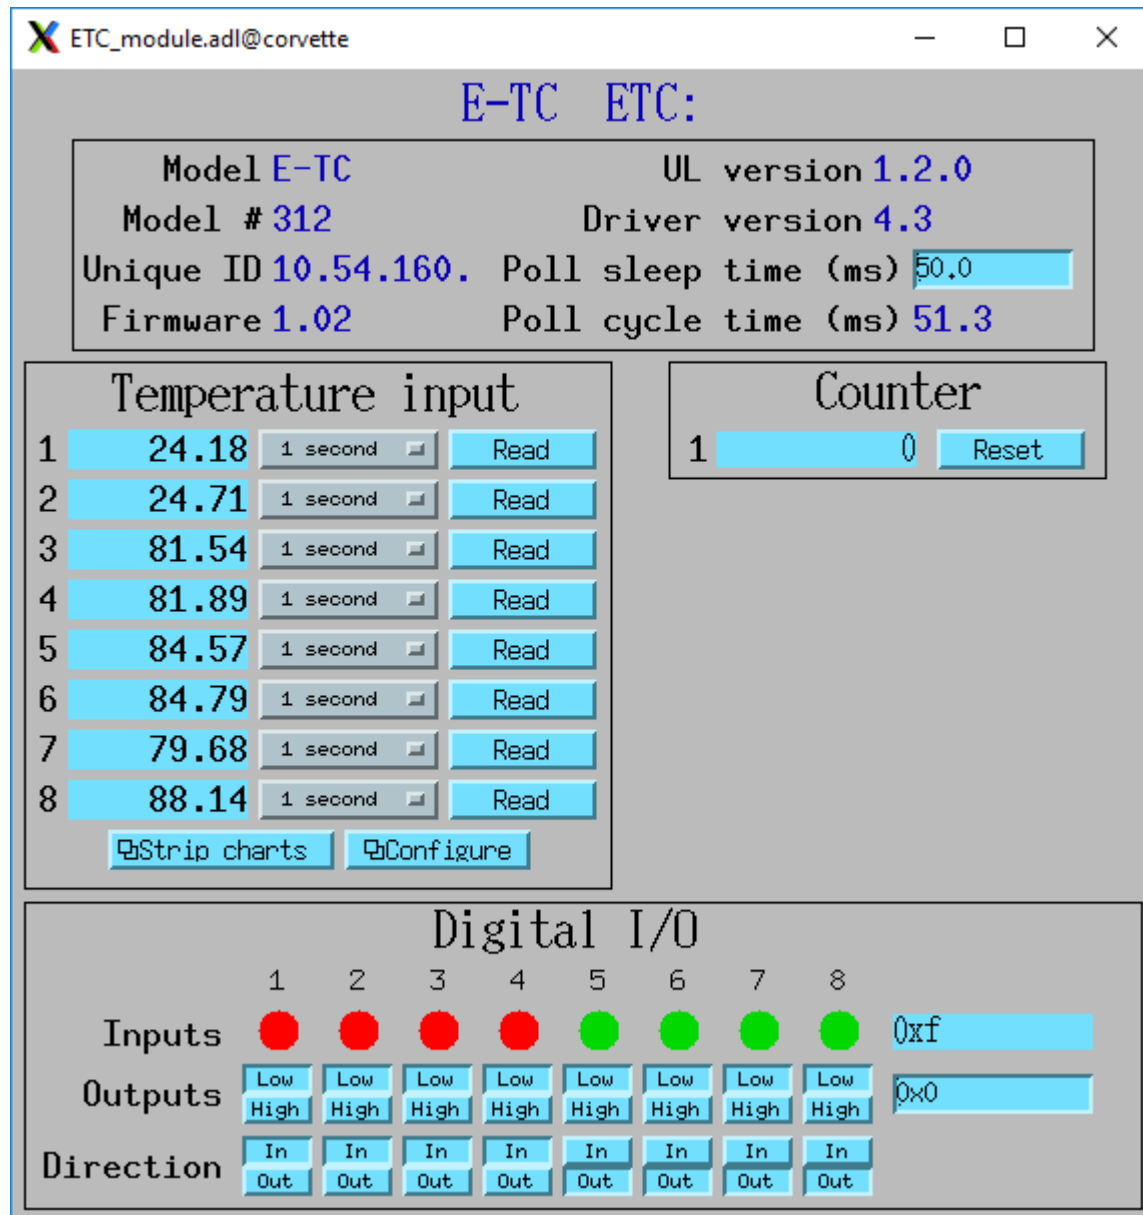 ETC_module.adl@corvette
E-TC ETC:
Model E-TC UL version 1.2.0
Model # 312 Driver version 4.3
Unique ID 10.54.160. Poll sleep time (ms) 50.0
Firmware 1.02 Poll cycle time (ms) 51.3
Temperature input
1 24.18 1 second Read
2 24.71 1 second Read
3 81.54 1 second Read
4 81.89 1 second Read
5 84.57 1 second Read
6 84.79 1 second Read
7 79.68 1 second Read
8 88.14 1 second Read
Strip charts Configure
Counter
1 0 Reset
Digital I/O
1 2 3 4 5 6 7 8
Inputs 0xf
Outputs Low Low Low Low Low Low Low Low 0x0
High High High High High High High High
Direction In In In In In In In In
Out Out Out Out Out Out Out Out